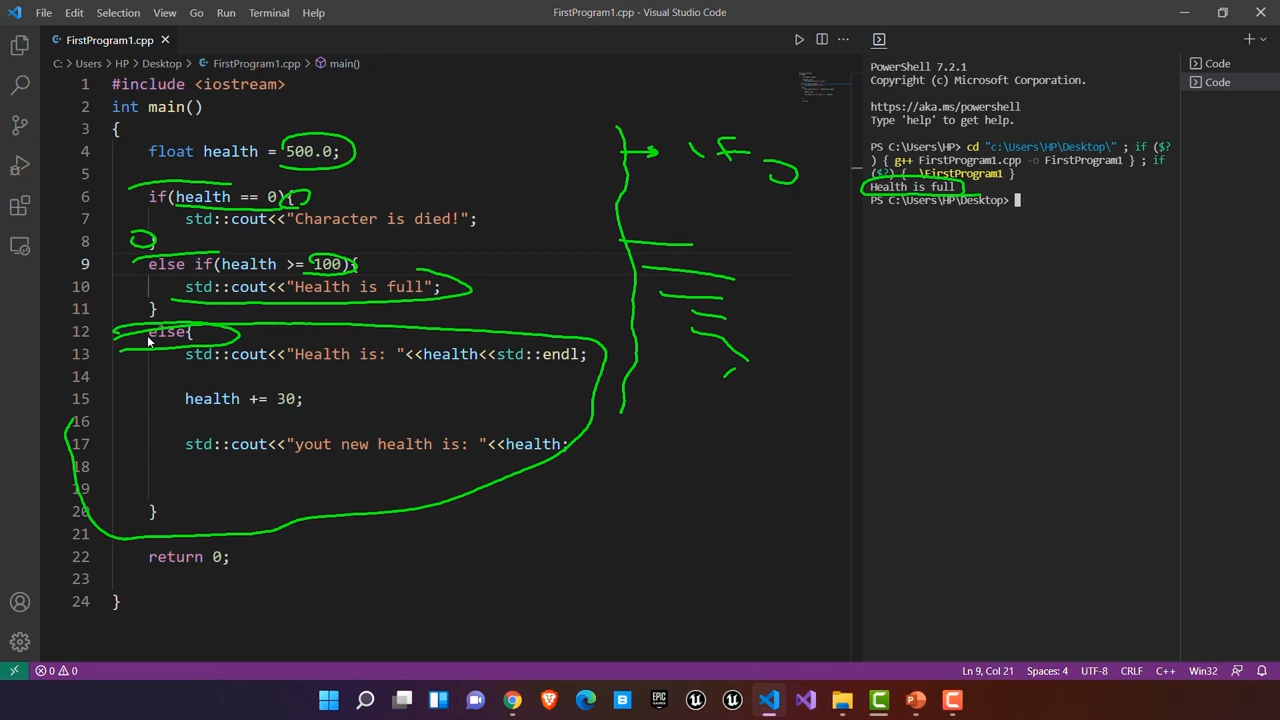 File Edit Selection View Go Run Terminal Help FirstProgram1.cpp - Visual Studio Code
FirstProgram1.cpp
C: > Users > HP > Desktop > FirstProgram1.cpp > main()
1 #include <iostream>
2 int main()
3 {
4 float health = 500.0;
5
6 if(health == 0){
7 std::cout<<"Character is died!";
8 }
9 else if(health >= 100){
10 std::cout<<"Health is full";
11 }
12 else{
13 std::cout<<"Health is: "<<health<<std::endl;
14
15 health += 30;
16
17 std::cout<<"yout new health is: "<<health;
18
19
20 }
21
22 return 0;
23
24 }
if
PowerShell 7.2.1
Copyright (c) Microsoft Corporation.
https://aka.ms/powershell
Type 'help' to get help.
PS C:\Users\HP> cd "c:\Users\HP\Desktop\" ; if ($?
) { g++ FirstProgram1.cpp -o FirstProgram1 } ; if
($?) { .\FirstProgram1 }
Health is full
PS C:\Users\HP\Desktop>
Code
Code
0 0
Ln 9, Col 21 Spaces: 4 UTF-8 CRLF C++ Win32